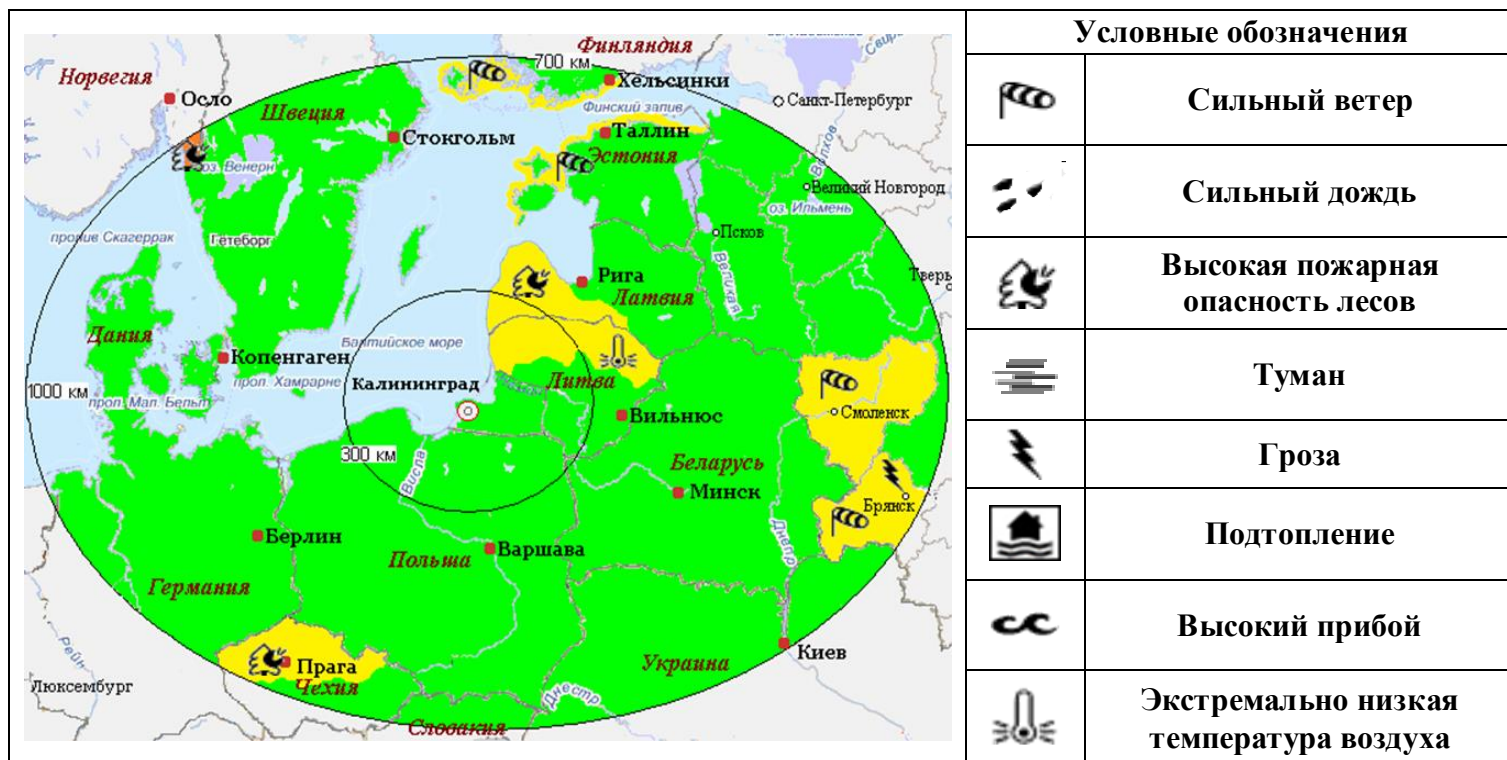 Финляндия
700 км
Норвегия
Хельсинки
Осло
Санкт-Петербург
Швеция
Финский залив
Стокгольм
Таллин
Эстония
Волхов
оз. Венерн
Великий Новгород
оз. Ильмень
пролив Скагеррак
Гётеборг
Псков
Великая
Рига
Тверь
Латвия
Дания
Балтийское море
Копенгаген
прол. Хамрарне
Калининград
Литва
1000 км
прол. Мал. Бельт
Смоленск
Вильнюс
300 км
Висла
Беларусь
Минск
Брянск
Берлин
Днепр
Польша
Варшава
Германия
Рейн
Прага
Киев
Украина
Люксембург
Чехия
Днестр
Словакия
Условные обозначения
Сильный ветер
Сильный дождь
Высокая пожарная
опасность лесов
Туман
Гроза
Подтопление
Высокий прибой
Экстремально низкая
температура воздуха